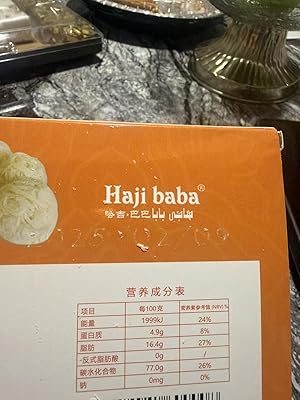 Haji baba®
哈吉·巴巴 ھاجى بابا
营养成分表
项目 每100克 营养素参考值 (NRV) %
能量 1999kJ 24%
蛋白质 4.9g 8%
脂肪 16.4g 27%
-反式脂肪酸 0g /
碳水化合物 77.0g 26%
钠 0mg 0%